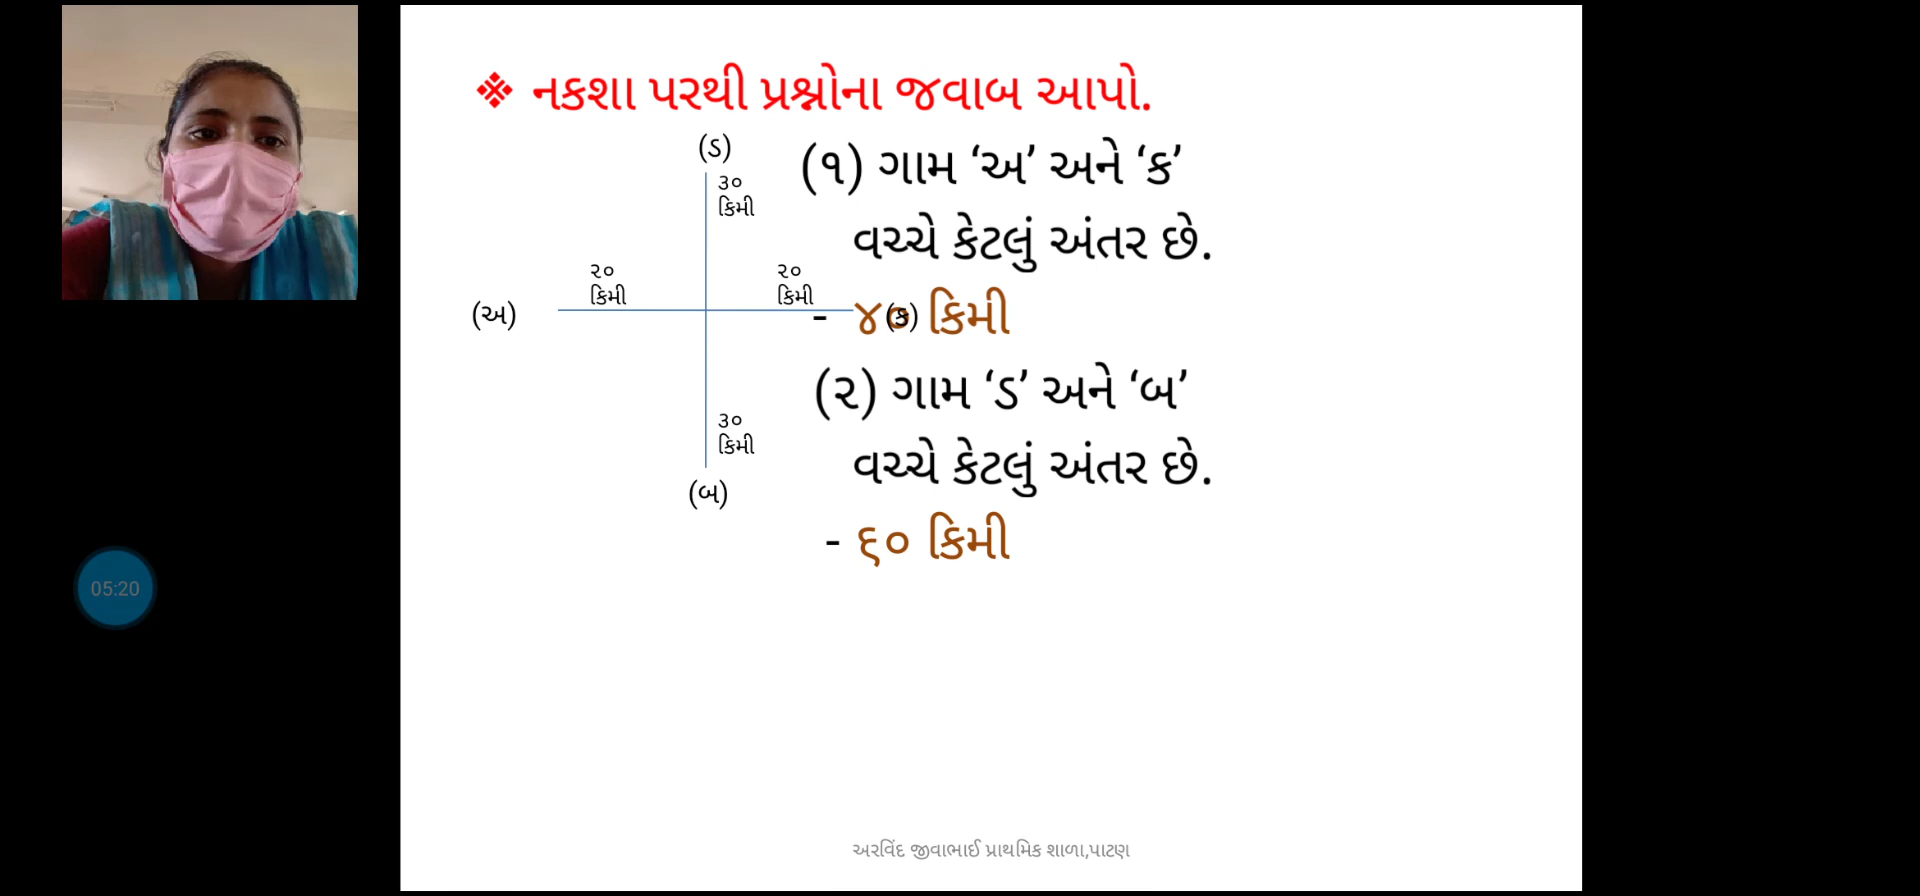 ❖ નકશા પરથી પ્રશ્નોના જવાબ આપો.
(ડ)
૩૦
કિમી
૨૦
કિમી
૨૦
કિમી
(અ)
(ક)
૩૦
કિમી
(બ)
(૧) ગામ ‘અ’ અને ‘ક’
વચ્ચે કેટલું અંતર છે.
- ૪૦ કિમી
(૨) ગામ ‘ડ’ અને ‘બ’
વચ્ચે કેટલું અંતર છે.
- ૬૦ કિમી
05:20
અરવિંદ જીવાભાઈ પ્રાથમિક શાળા,પાટણ